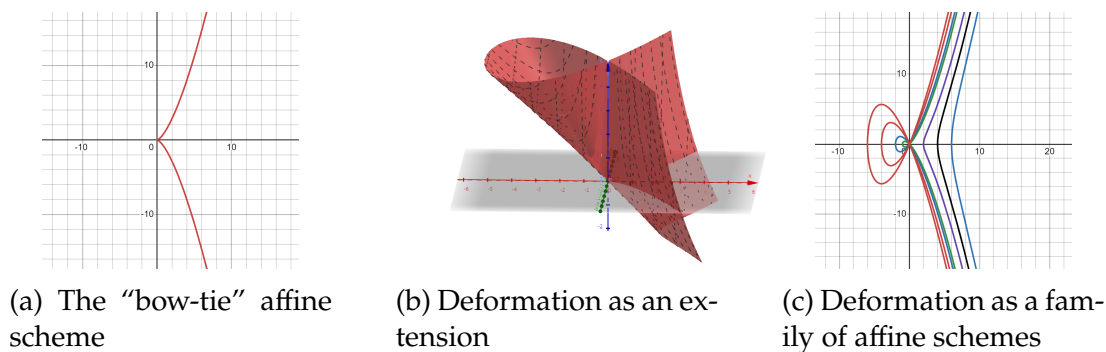 10
-10
0
10
-10
10
-10
0
10
20
-10
(a) The “bow-tie” affine
scheme
(b) Deformation as an ex-
tension
(c) Deformation as a fam-
ily of affine schemes